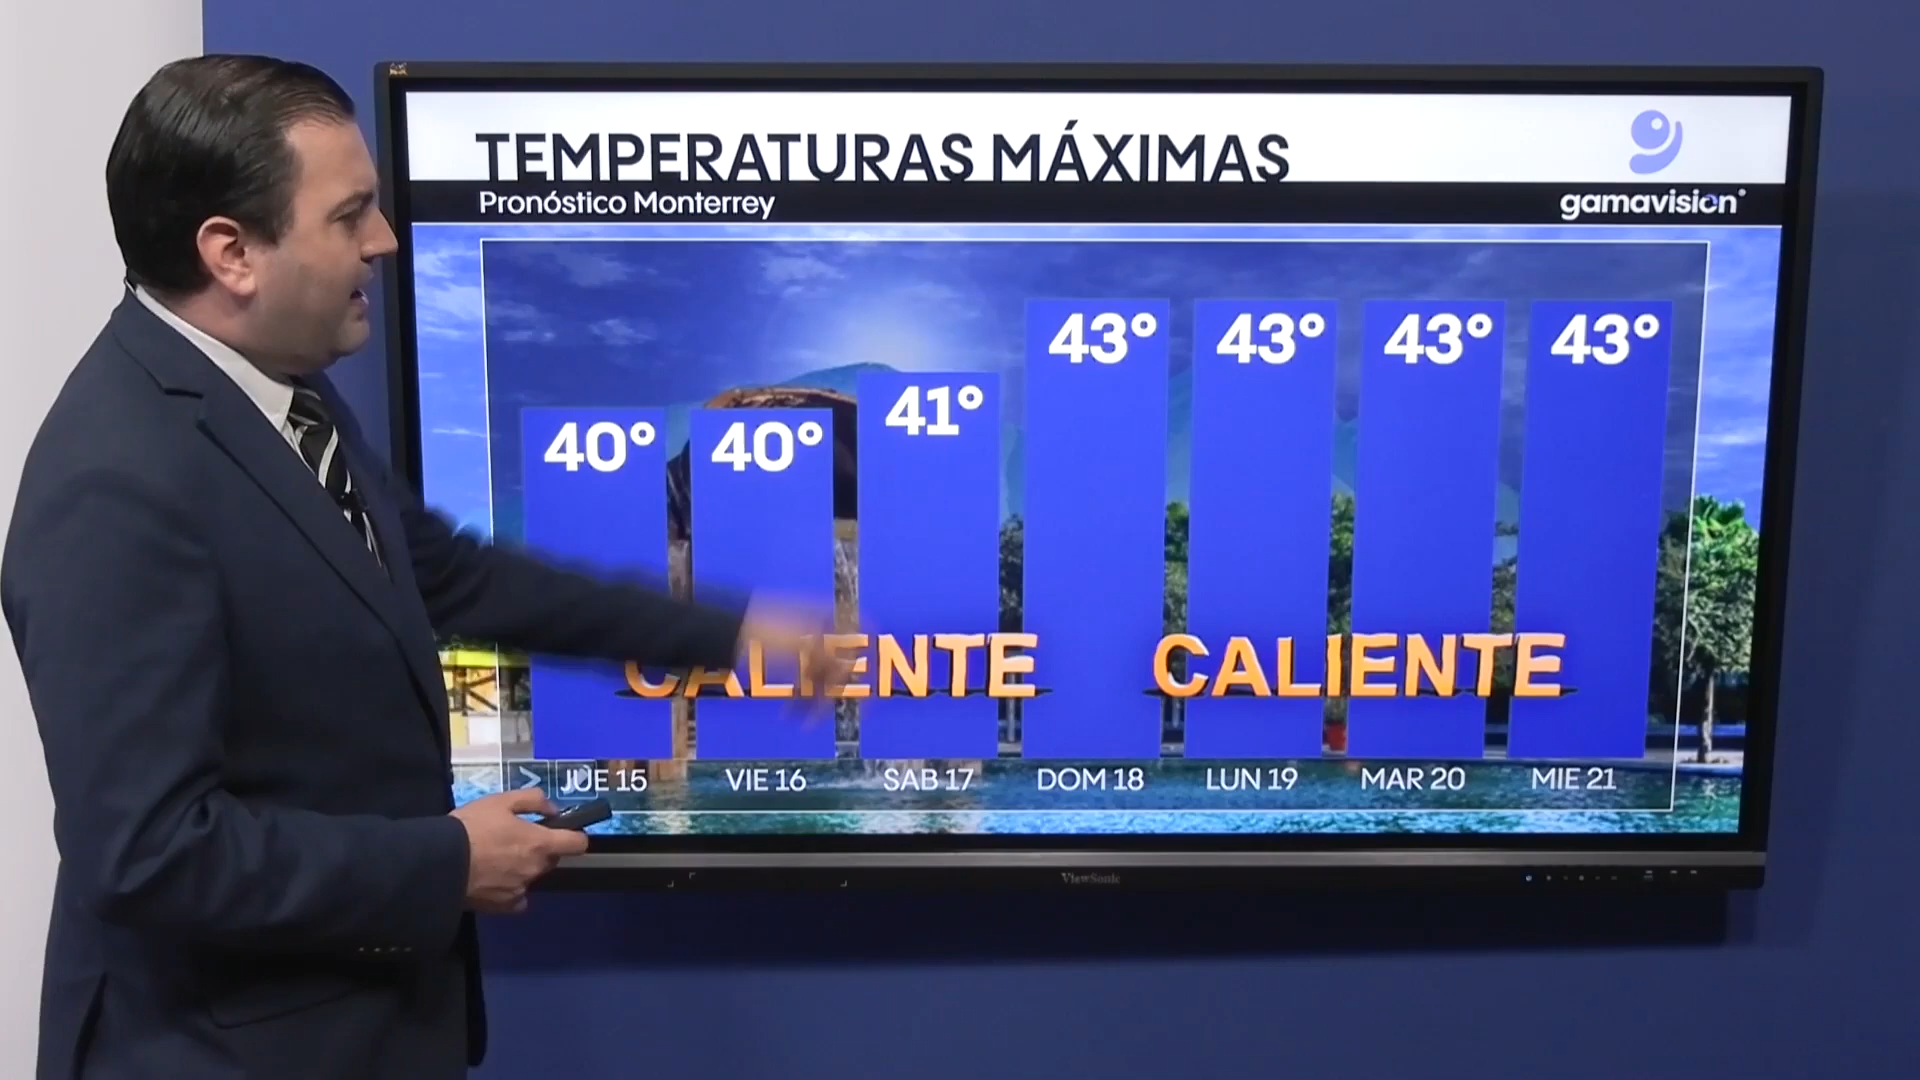 TEMPERATURAS MÁXIMAS
Pronóstico Monterrey
gamavision
43° 43° 43° 43°
41°
40° 40°
CALIENTE CALIENTE
< > JUE 15 VIE 16 SAB 17 DOM 18 LUN 19 MAR 20 MIE 21
ViewSonic